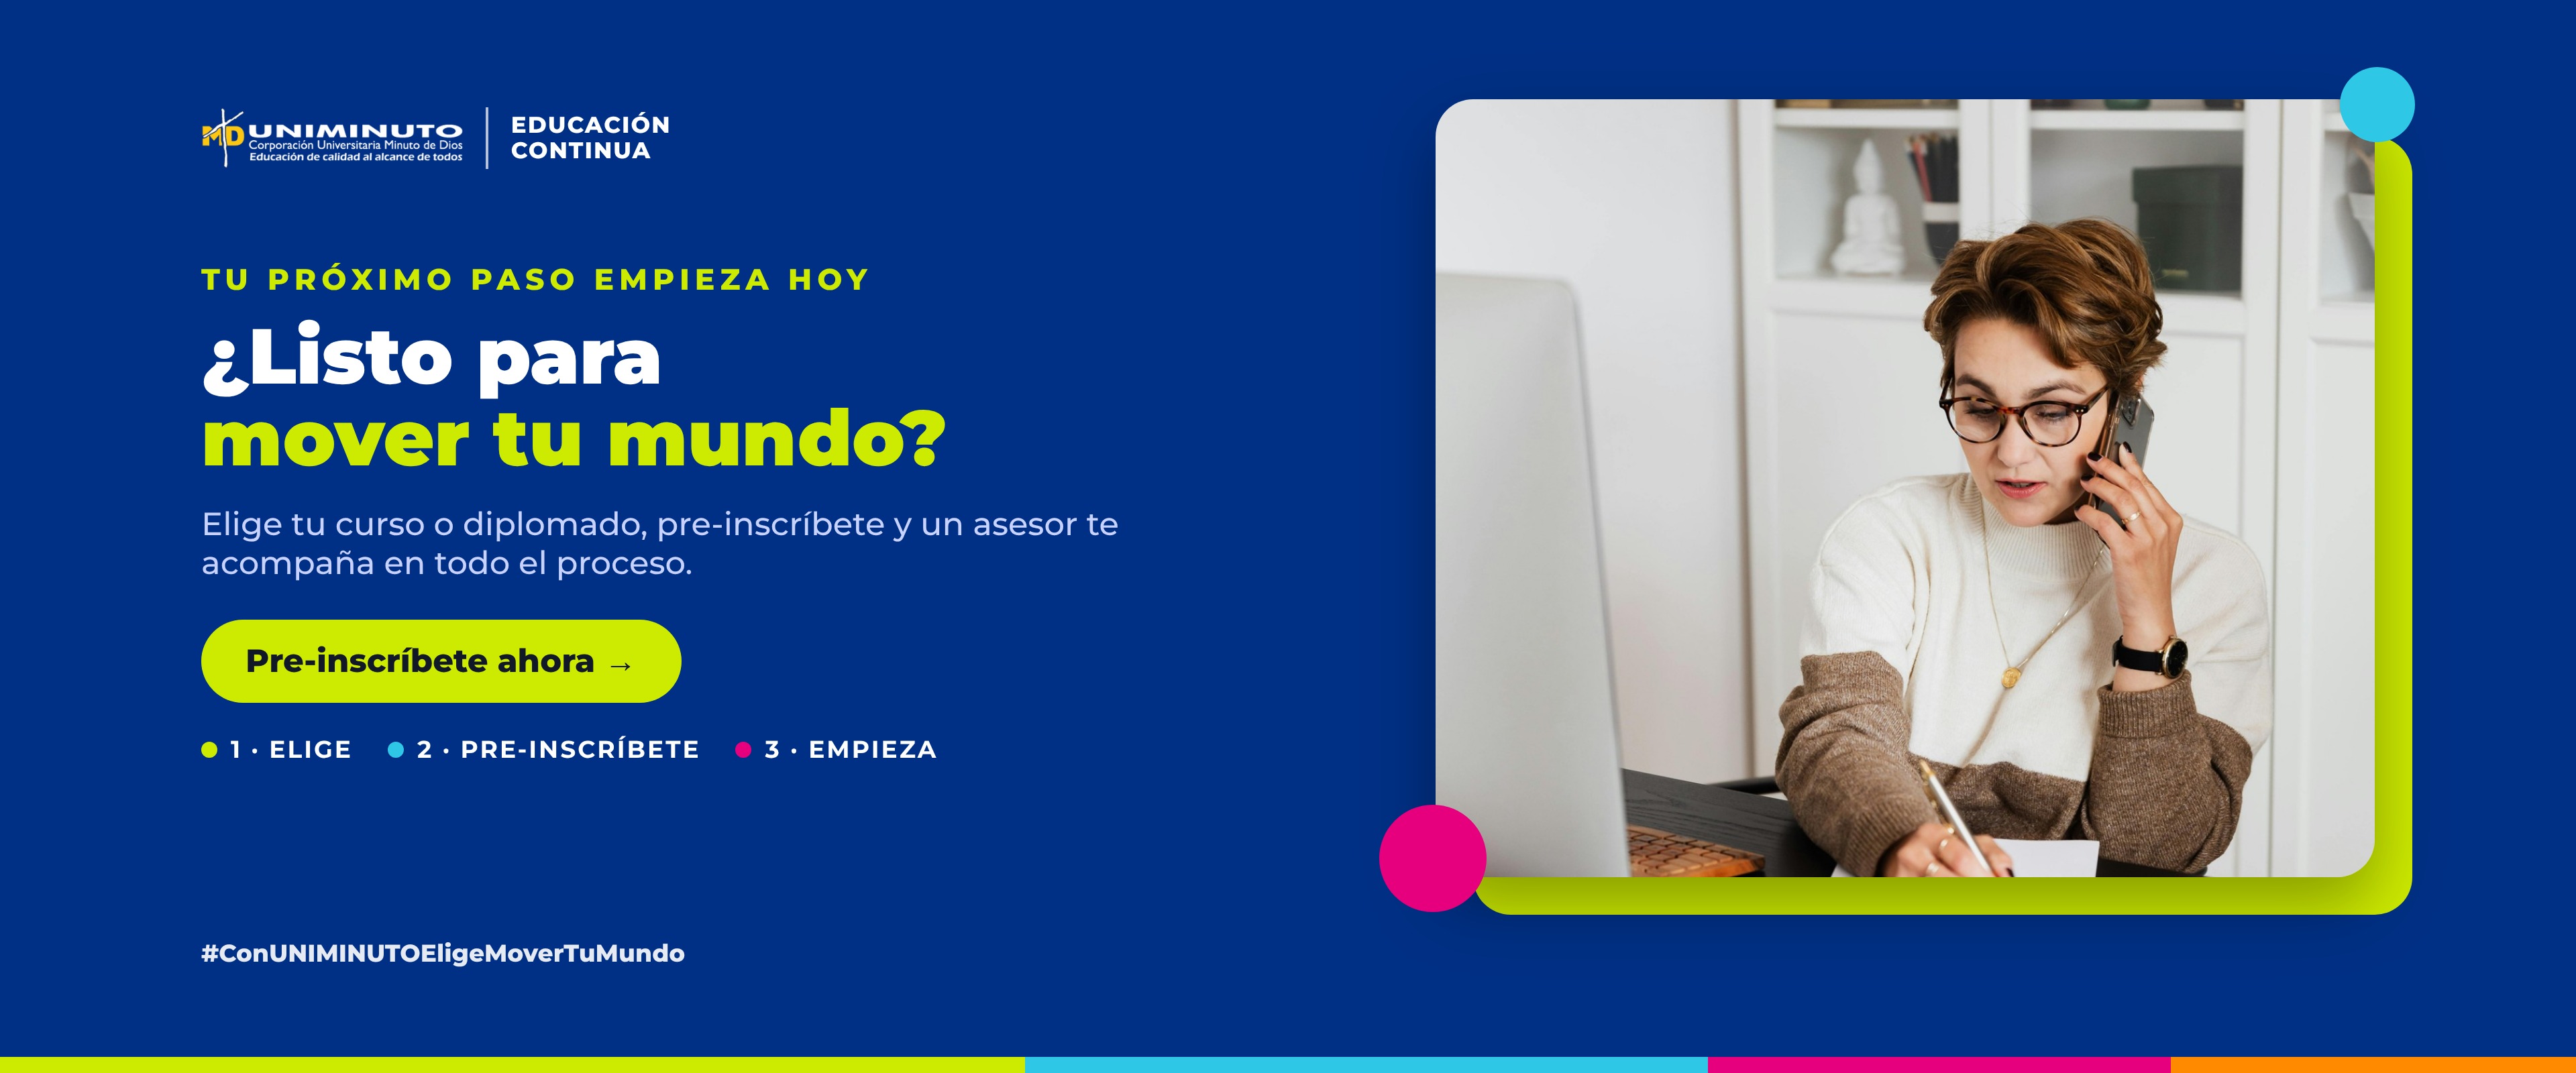 MD UNIMINUTO
Corporación Universitaria Minuto de Dios
Educación de calidad al alcance de todos
EDUCACIÓN
CONTINUA
TU PRÓXIMO PASO EMPIEZA HOY
¿Listo para
mover tu mundo?
Elige tu curso o diplomado, pre-inscríbete y un asesor te
acompaña en todo el proceso.
Pre-inscríbete ahora →
1 · ELIGE 2 · PRE-INSCRÍBETE 3 · EMPIEZA
#ConUNIMINUTOEligeMoverTuMundo